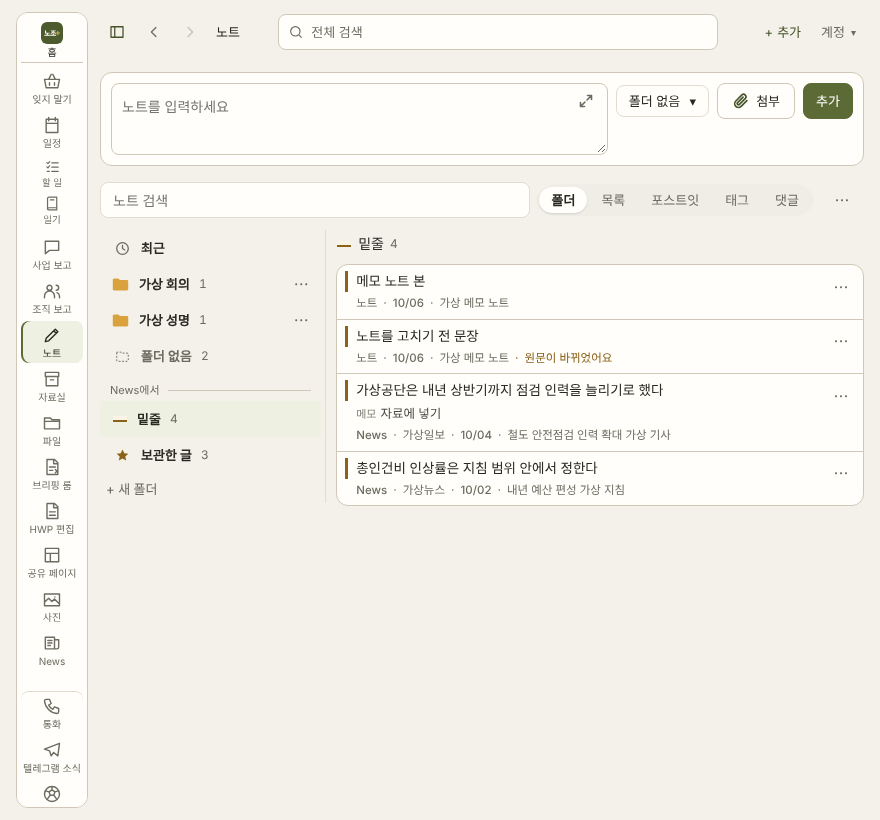 노조+
홈
잊지 말기
일정
할 일
일기
사업 보고
조직 보고
노트
자료실
파일
브리핑 룸
HWP 편집
공유 페이지
사진
News
통화
텔레그램 소식
노트
전체 검색
+ 추가
계정 ▾
노트를 입력하세요
폴더 없음 ▾
첨부
추가
노트 검색
폴더
목록
포스트잇
태그
댓글
···
최근
가상 회의 1 ···
가상 성명 1 ···
폴더 없음 2
News에서
밑줄 4
보관한 글 3
+ 새 폴더
밑줄 4
메모 노트 본
노트 · 10/06 · 가상 메모 노트
노트를 고치기 전 문장
노트 · 10/06 · 가상 메모 노트 · 원문이 바뀌었어요
가상공단은 내년 상반기까지 점검 인력을 늘리기로 했다
메모 자료에 넣기
News · 가상일보 · 10/04 · 철도 안전점검 인력 확대 가상 기사
총인건비 인상률은 지침 범위 안에서 정한다
News · 가상뉴스 · 10/02 · 내년 예산 편성 가상 지침